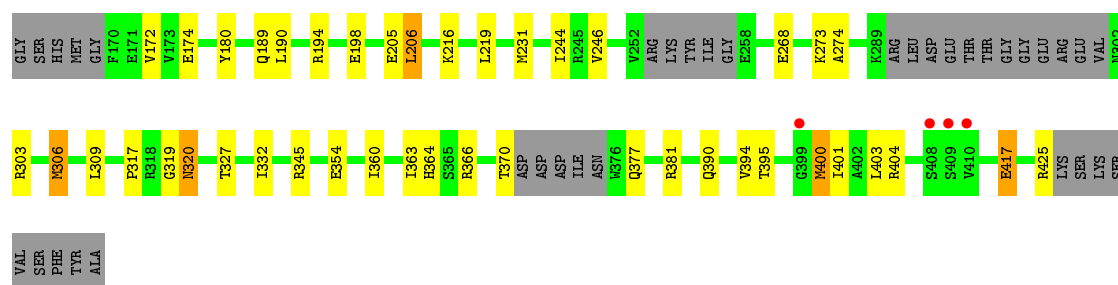 GLY SER HIS MET GLY F170 E171 V172 V173 E174 Y180 Q189 L190 R194 E198 E205 L206 K216 L219 M231 I244 R245 V246 V252 ARG LYS TYR ILE GLY E258 E268 K273 A274 K289 ARG LEU ASP GLU THR THR GLY GLY GLU ARG GLU VAL N302
R303 M306 L309 P317 R318 G319 N320 T327 I332 R345 E354 I360 I363 H364 S365 R366 T370 ASP ASP ASP ILE ASN W376 Q377 R381 Q390 V394 T395 G399 M400 I401 A402 L403 R404 S408 S409 V410 E417 R425 LYS SER LYS SER
VAL SER PHE TYR ALA